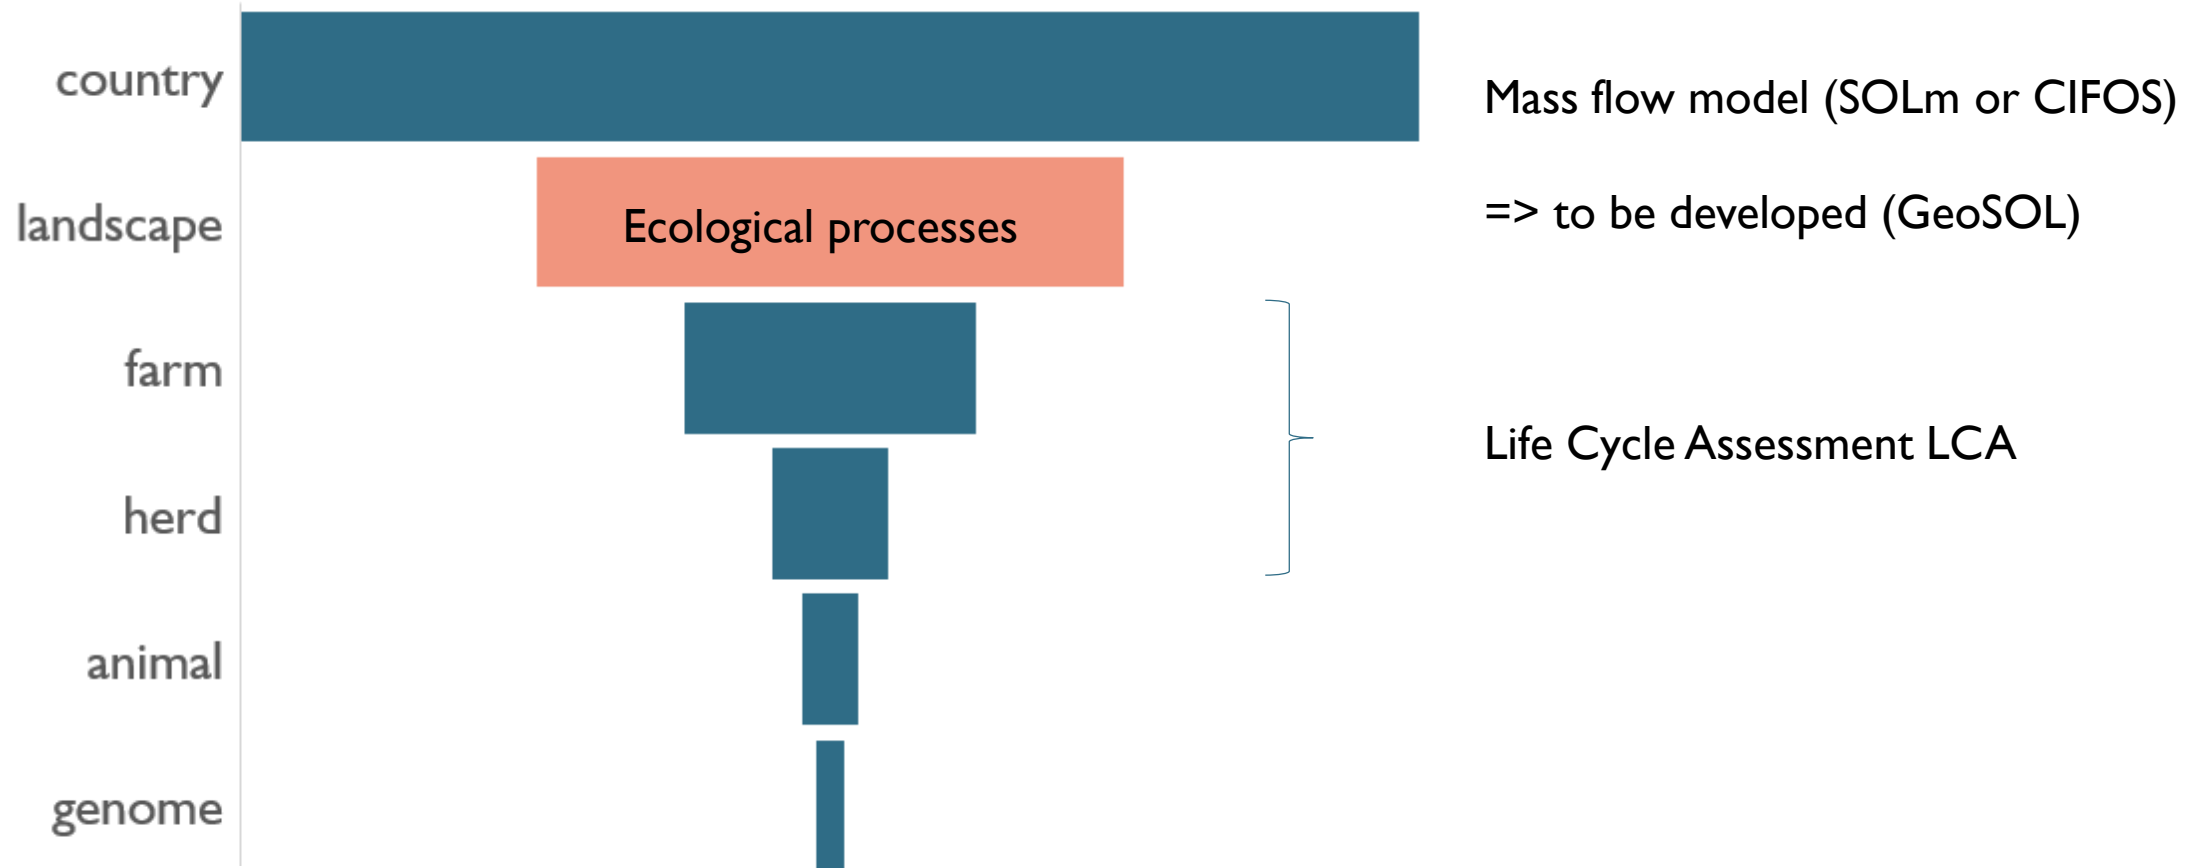 country
Mass flow model (SOLm or CIFOS)
landscape
Ecological processes
=> to be developed (GeoSOL)
farm
Life Cycle Assessment LCA
herd
animal
genome